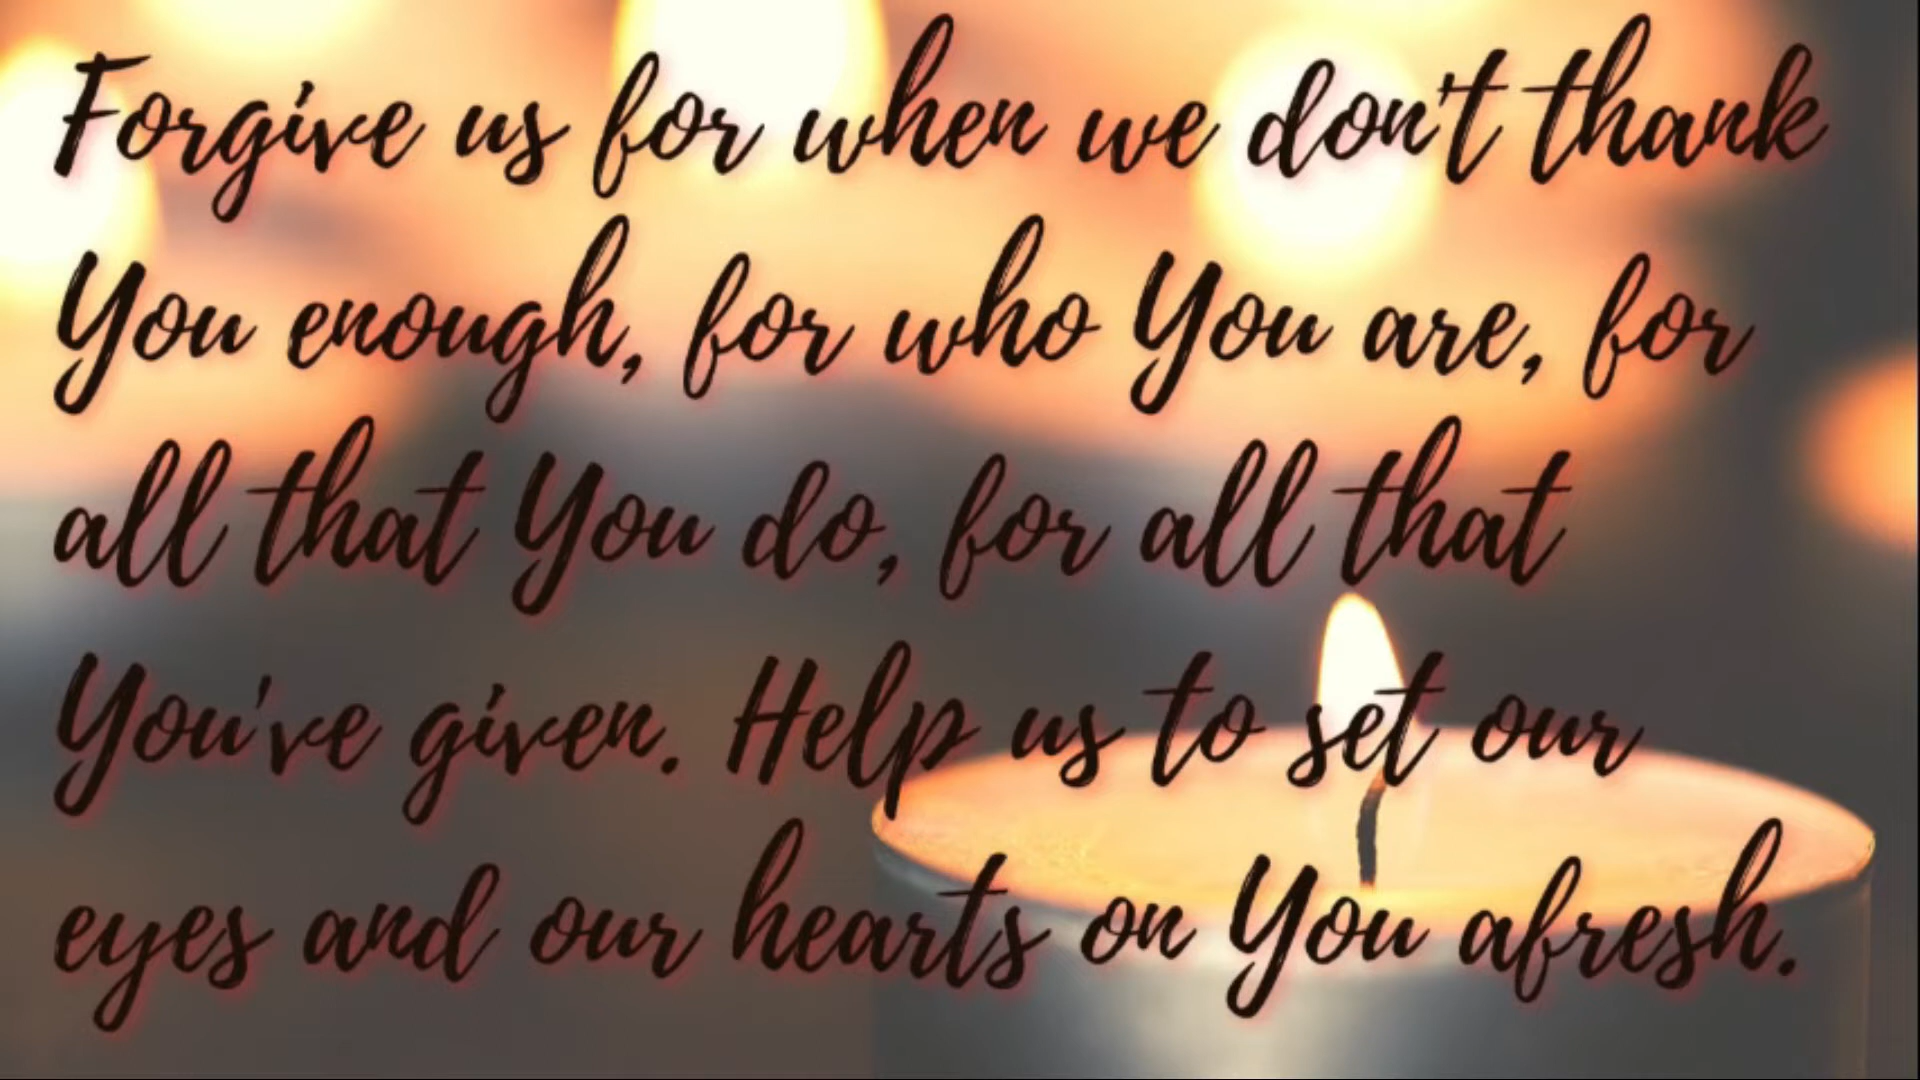 Forgive us for when we don't thank
You enough, for who You are, for
all that You do, for all that
You've given. Help us to set our
eyes and our hearts on You afresh.